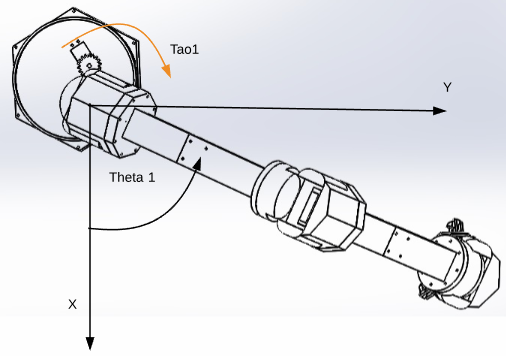 Tao1
Y
Theta 1
X